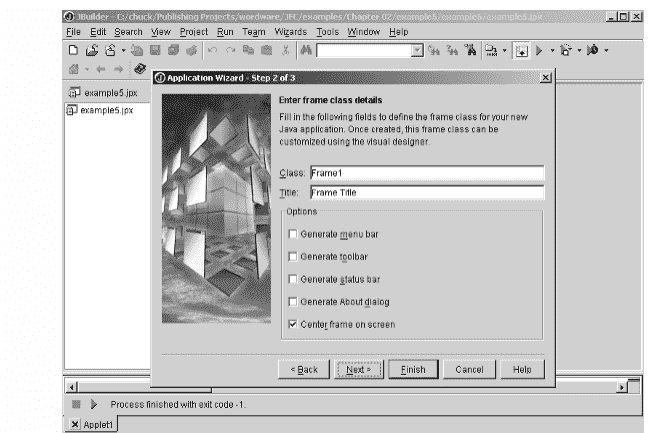 JBuilder - C:/chuck/Publishing Projects/wordware/JFC/examples/Chapter 02/example5/example5/example5.jpx
File Edit Search View Project Run Team Wizards Tools Window Help
example5.jpx
example5.jpx
Application Wizard - Step 2 of 3
Enter frame class details
Fill in the following fields to define the frame class for your new
Java application. Once created, this frame class can be
customized using the visual designer.
Class: Frame1
Title: Frame Title
Options
Generate menu bar
Generate toolbar
Generate status bar
Generate About dialog
Center frame on screen
< Back Next > Finish Cancel Help
Process finished with exit code -1.
Applet1